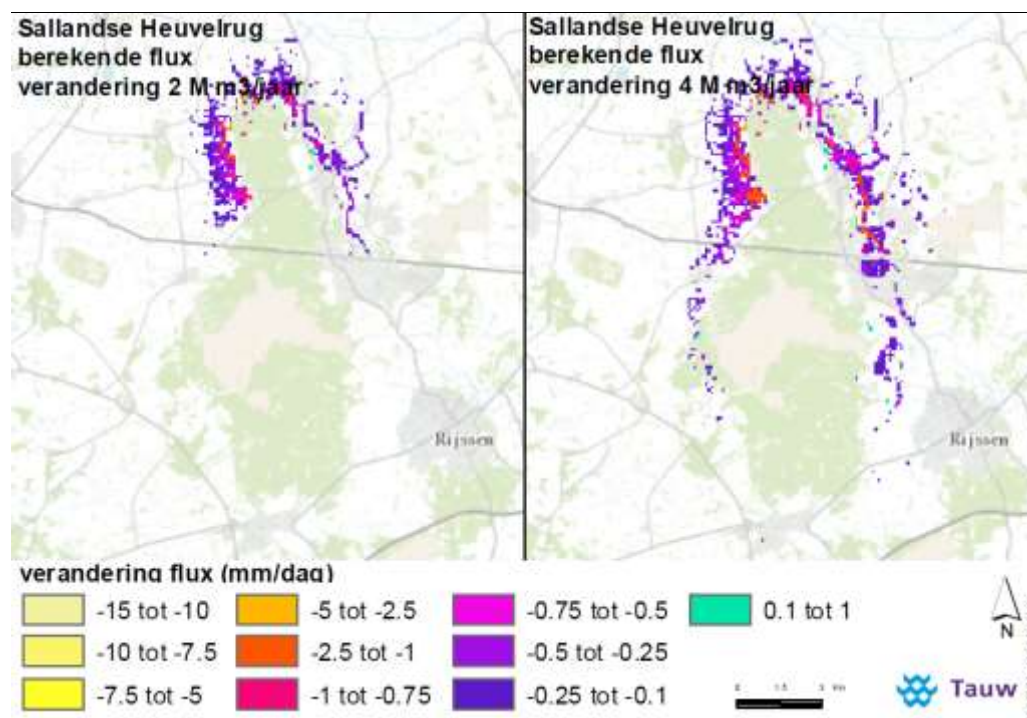 Sallandse Heuvelrug
berekende flux
verandering 2 M m3/jaar
Sallandse Heuvelrug
berekende flux
verandering 4 M m3/jaar
Rijssen
Rijssen
verandering flux (mm/dag)
-15 tot -10
-5 tot -2.5
-0.75 tot -0.5
0.1 tot 1
-10 tot -7.5
-2.5 tot -1
-0.5 tot -0.25
-7.5 tot -5
-1 tot -0.75
-0.25 tot -0.1
N
0
Tauw